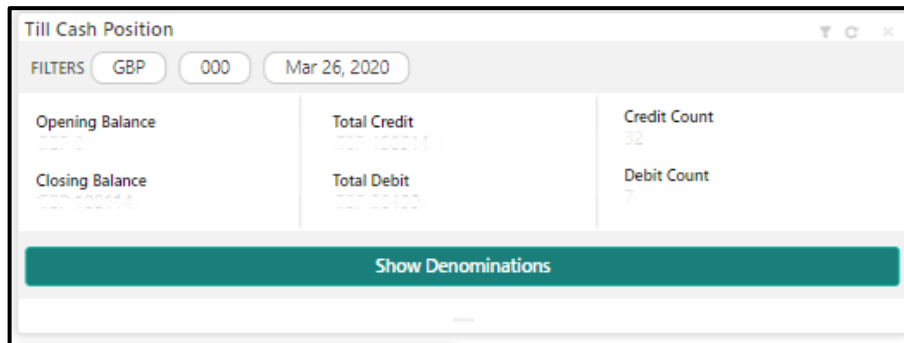 Till Cash Position
FILTERS GBP 000 Mar 26, 2020
Opening Balance Total Credit Credit Count
32
Closing Balance Total Debit Debit Count
7
Show Denominations